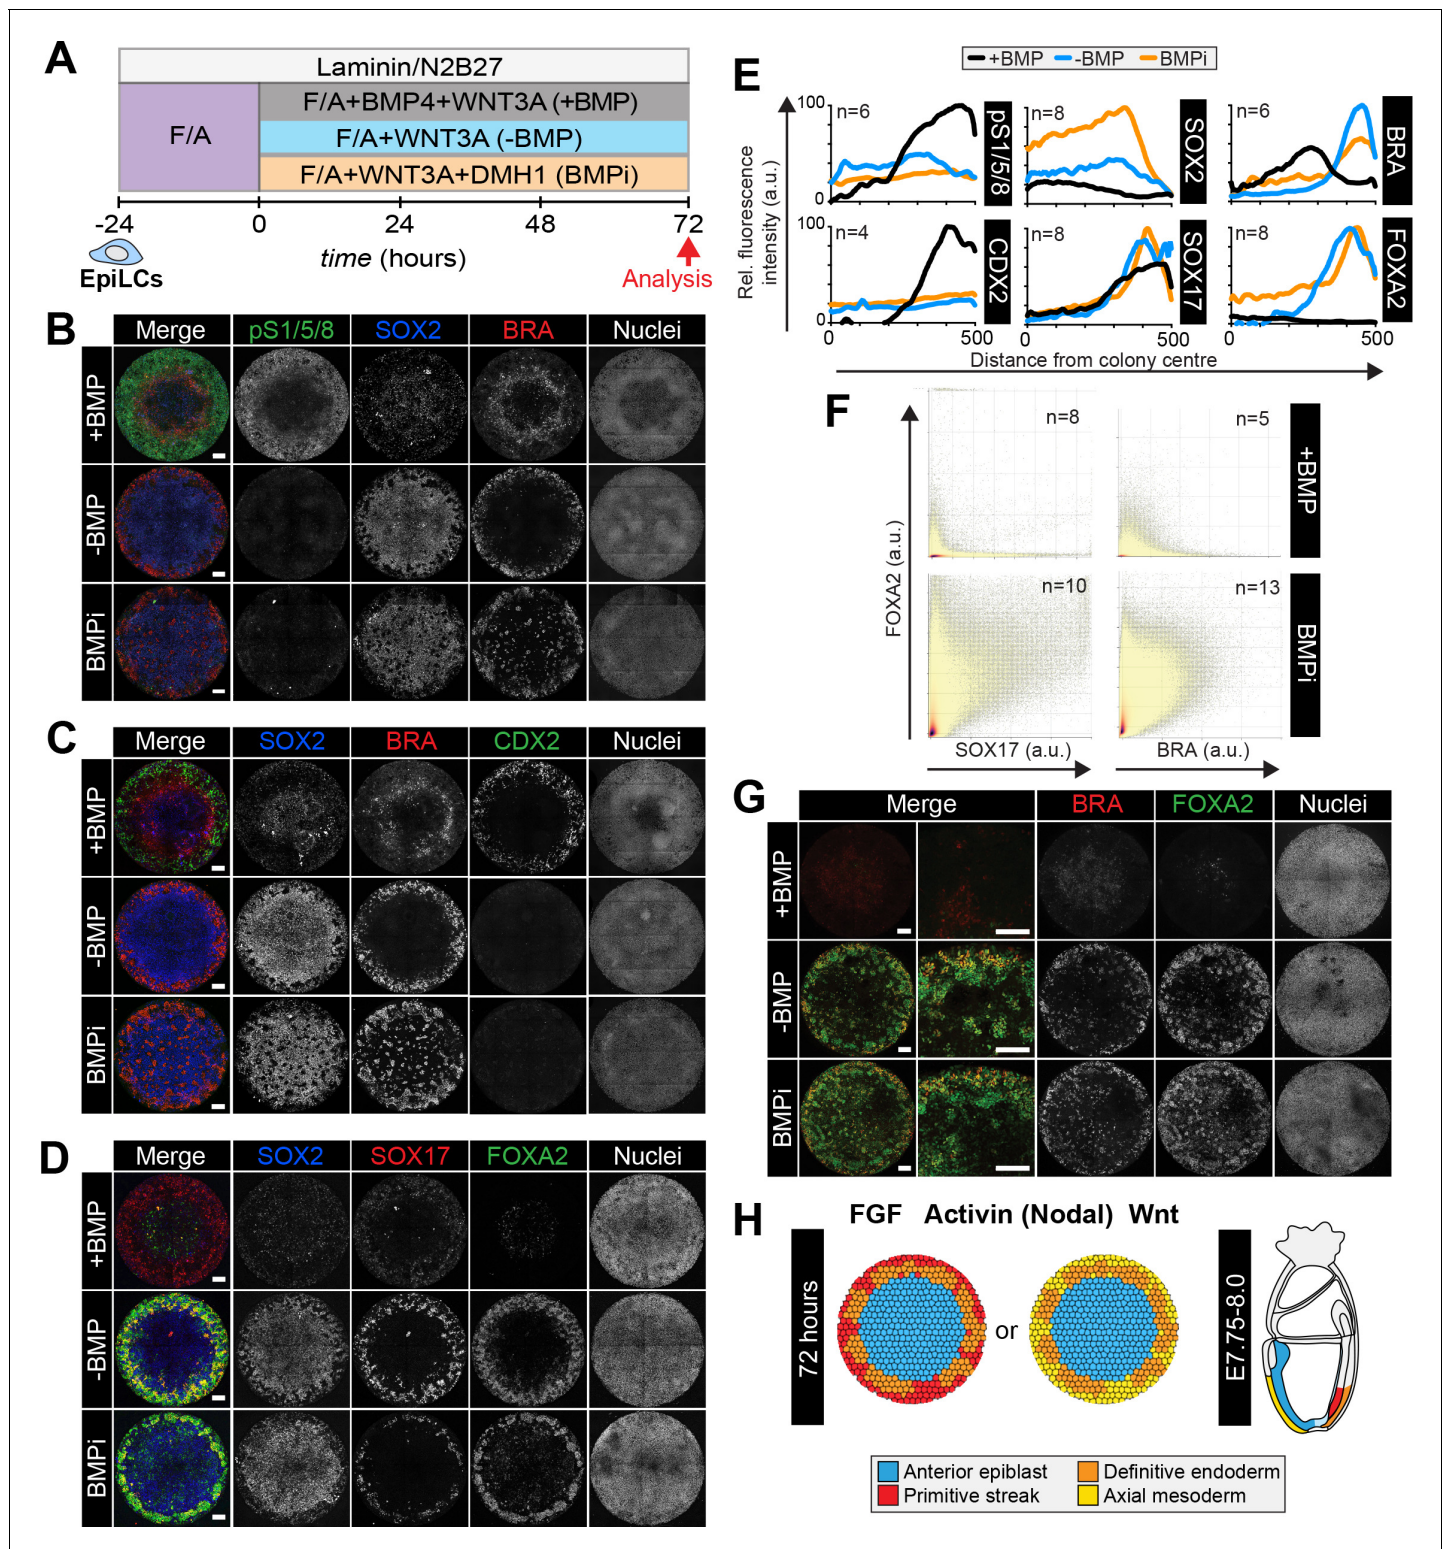 A
Laminin/N2B27
F/A
F/A+BMP4+WNT3A (+BMP)
F/A+WNT3A (-BMP)
F/A+WNT3A+DMH1 (BMPi)
-24 0 24 48 72
EpiLCs
time (hours)
Analysis
B
Merge pS1/5/8 SOX2 BRA Nuclei
+BMP
-BMP
BMPi
C
Merge SOX2 BRA CDX2 Nuclei
+BMP
-BMP
BMPi
D
Merge SOX2 SOX17 FOXA2 Nuclei
+BMP
-BMP
BMPi
E
+BMP -BMP BMPi
Rel. fluorescence
intensity (a.u.)
100 n=6 pS1/5/8 n=8 SOX2 n=6 BRA
0
100 n=4 CDX2 n=8 SOX17 n=8 FOXA2
0
0 500 0 500 0 500
Distance from colony centre
F
FOXA2 (a.u.)
n=8 n=5 +BMP
n=10 n=13 BMPi
SOX17 (a.u.) BRA (a.u.)
G
Merge BRA FOXA2 Nuclei
+BMP
-BMP
BMPi
H
FGF Activin (Nodal) Wnt
72 hours
or
E7.75-8.0
Anterior epiblast Definitive endoderm
Primitive streak Axial mesoderm